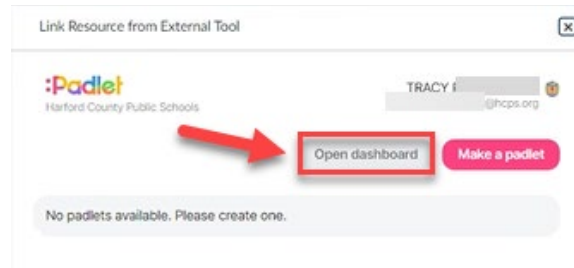 Link Resource from External Tool
:Padlet
Harford County Public Schools
TRACY
@hcps.org
Open dashboard
Make a padlet
No padlets available. Please create one.